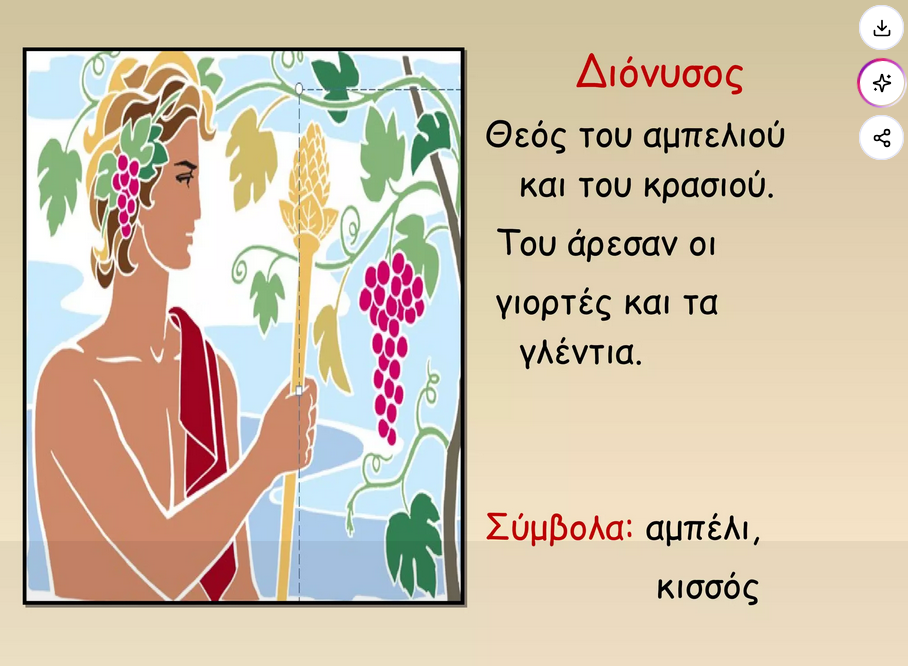 Διόνυσος
Θεός του αμπελιού
και του κρασιού.
Του άρεσαν οι
γιορτές και τα
γλέντια.
Σύμβολα: αμπέλι,
κισσός